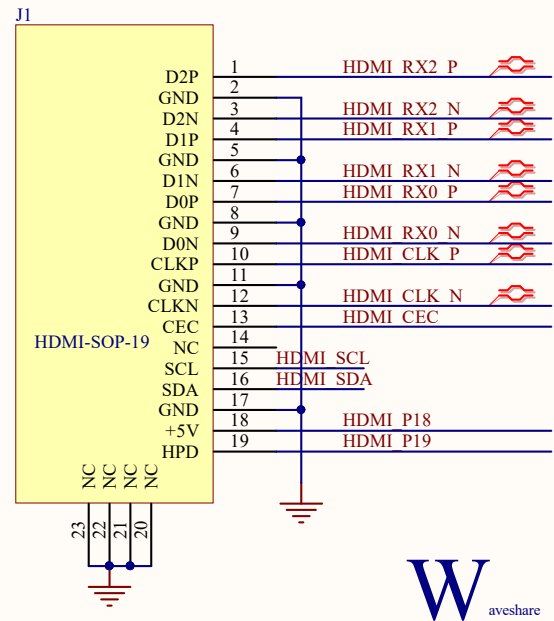 J1
D2P 1 HDMI_RX2_P
GND 2
D2N 3 HDMI_RX2_N
D1P 4 HDMI_RX1_P
GND 5
D1N 6 HDMI_RX1_N
D0P 7 HDMI_RX0_P
GND 8
D0N 9 HDMI_RX0_N
CLKP 10 HDMI_CLK_P
GND 11
CLKN 12 HDMI_CLK_N
CEC 13 HDMI_CEC
HDMI-SOP-19
NC 14
SCL 15 HDMI_SCL
SDA 16 HDMI_SDA
GND 17
+5V 18 HDMI_P18
HPD 19 HDMI_P19
NC NC NC NC
23 22 21 20
Waveshare